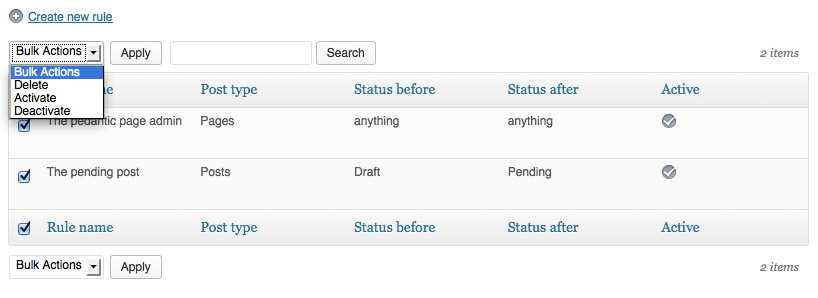 Create new rule
Bulk Actions Apply Search 2 items
Bulk Actions
Delete
Activate
Deactivate
me Post type Status before Status after Active
The pedantic page admin Pages anything anything
The pending post Posts Draft Pending
Rule name Post type Status before Status after Active
Bulk Actions Apply 2 items